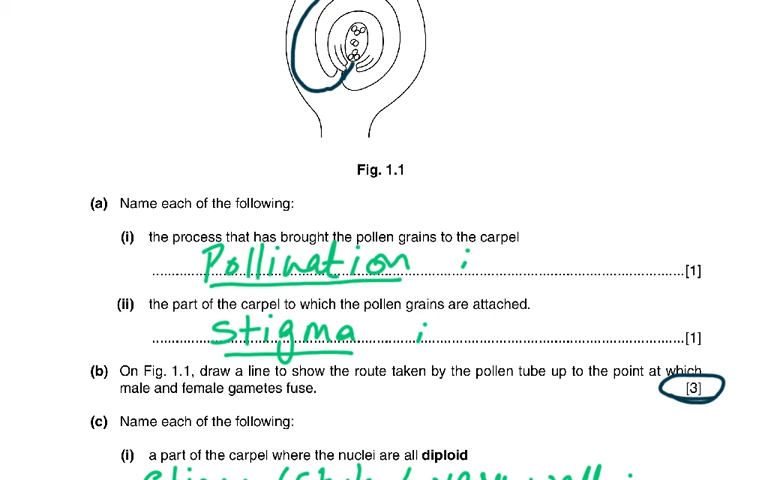 Fig. 1.1
(a) Name each of the following:
(i) the process that has brought the pollen grains to the carpel
Pollination ;
[1]
(ii) the part of the carpel to which the pollen grains are attached.
Stigma ;
[1]
(b) On Fig. 1.1, draw a line to show the route taken by the pollen tube up to the point at which
male and female gametes fuse.
[3]
(c) Name each of the following:
(i) a part of the carpel where the nuclei are all diploid